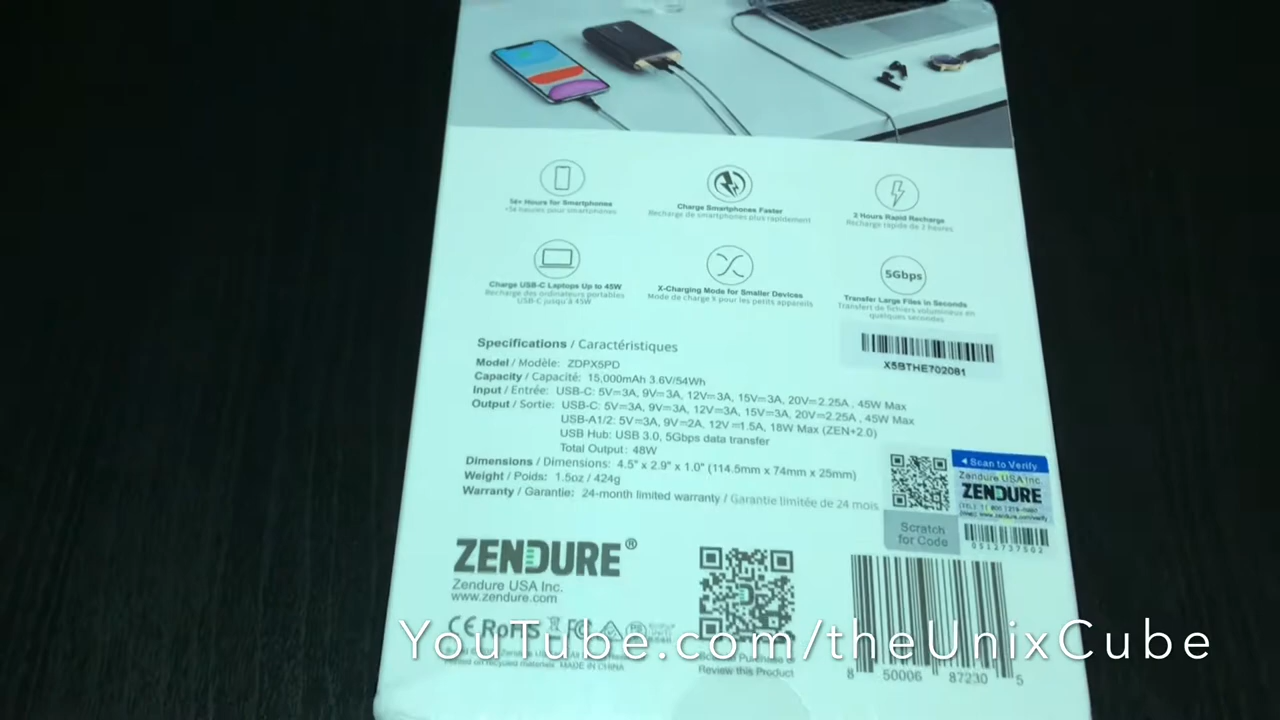 56+ Hours for Smartphones
+56 heures pour smartphones
Charge Smartphones Faster
Recharge de smartphones plus rapidement
2 Hours Rapid Recharge
Recharge rapide de 2 heures
Charge USB-C Laptops Up to 45W
Recharge des ordinateurs portables
USB-C jusqu'à 45W
X-Charging Mode for Smaller Devices
Mode de charge X pour les petits appareils
5Gbps
Transfer Large Files in Seconds
Transfert de fichiers volumineux en
quelques secondes
X5BTHE702081
Specifications / Caractéristiques
Model / Modèle: ZDPX5PD
Capacity / Capacité: 15,000mAh 3.6V/54Wh
Input / Entrée: USB-C: 5V⎓3A, 9V⎓3A, 12V⎓3A, 15V⎓3A, 20V⎓2.25A , 45W Max
Output / Sortie: USB-C: 5V⎓3A, 9V⎓3A, 12V⎓3A, 15V⎓3A, 20V⎓2.25A , 45W Max
USB-A1/2: 5V⎓3A, 9V⎓2A, 12V⎓1.5A, 18W Max (ZEN+2.0)
USB Hub: USB 3.0, 5Gbps data transfer
Total Output: 48W
Dimensions / Dimensions: 4.5" x 2.9" x 1.0" (114.5mm x 74mm x 25mm)
Weight / Poids: 1.5oz / 424g
Warranty / Garantie: 24-month limited warranty / Garantie limitée de 24 mois
Scan to Verify
Zendure USA Inc.
ZENDURE
Scratch
for Code
0512737502
ZENDURE®
Zendure USA Inc.
www.zendure.com
CE RoHS FC
MADE IN CHINA
Review this Product
8 50006 87230 5
YouTube.com/theUnixCube